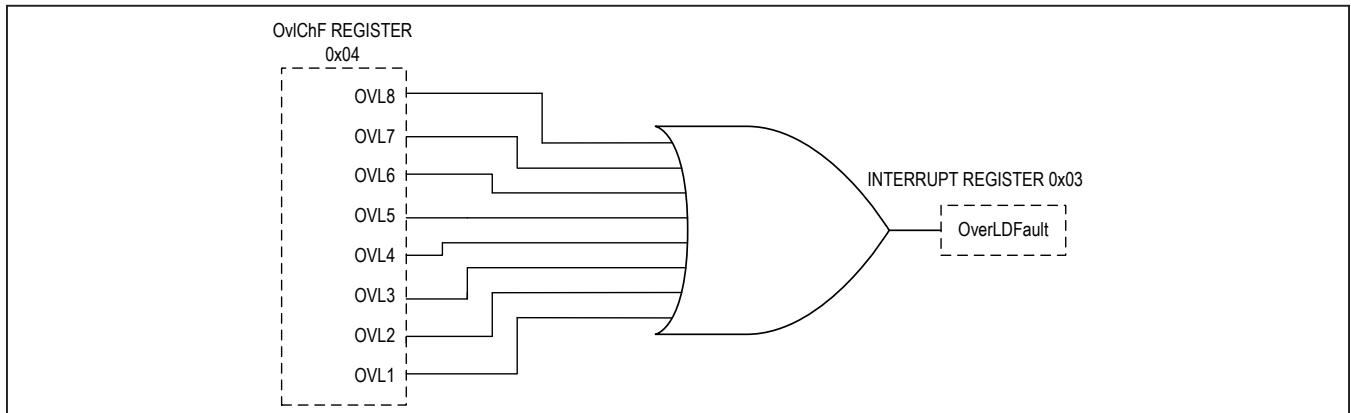 OvlChF REGISTER
0x04
OVL8
OVL7
OVL6
OVL5
OVL4
OVL3
OVL2
OVL1
INTERRUPT REGISTER 0x03
OverLDFault